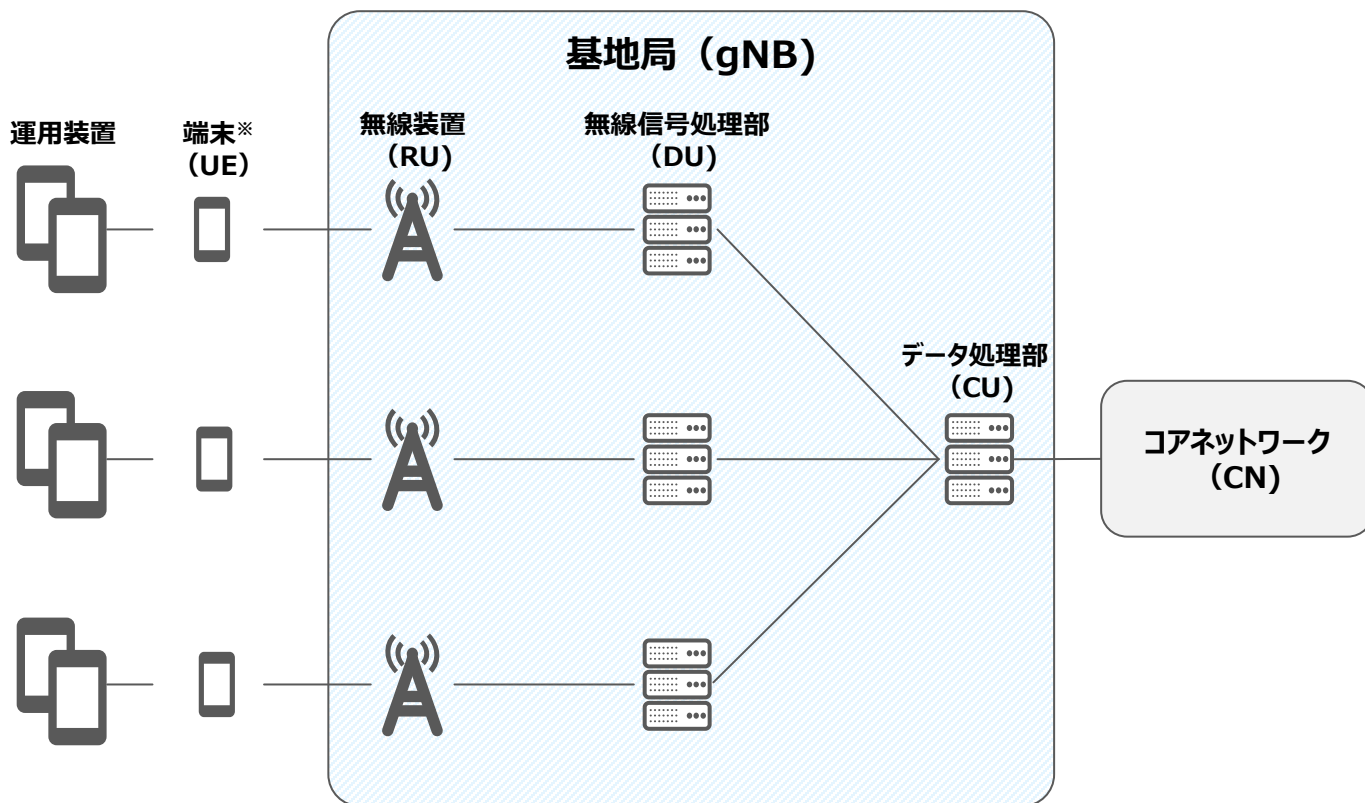 基地局（gNB)
運用装置
端末※
（UE）
無線装置
（RU)
無線信号処理部
（DU)
データ処理部
（CU)
コアネットワーク
（CN)